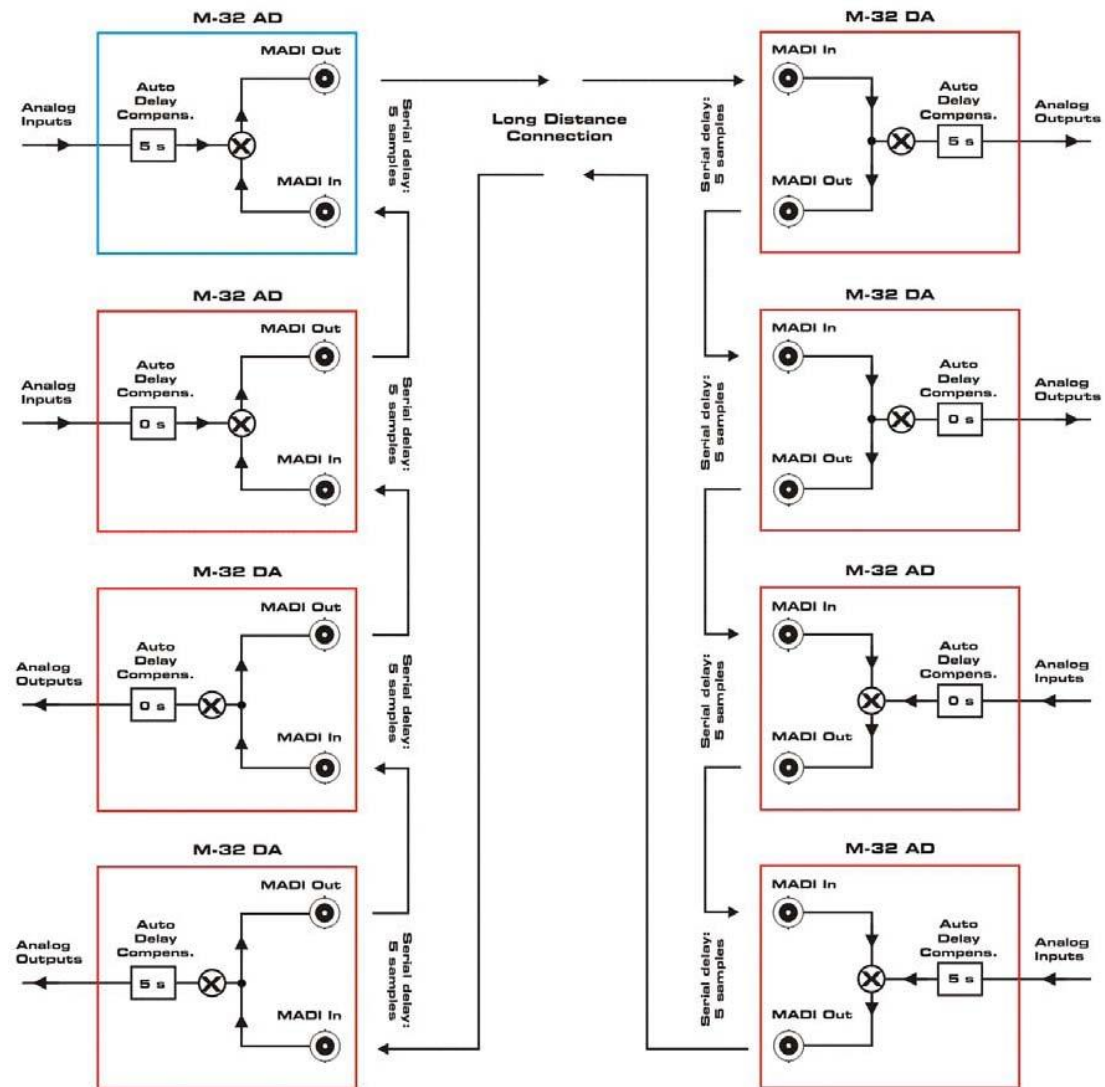 M-32 AD
MADI Out
Auto
Delay
Compens.
Analog
Inputs
5 s
MADI In
Serial delay:
5 samples
Long Distance
Connection
M-32 DA
MADI In
Auto
Delay
Compens.
Analog
Outputs
5 s
MADI Out
Serial delay:
5 samples
M-32 AD
MADI Out
Auto
Delay
Compens.
Analog
Inputs
0 s
MADI In
Serial delay:
5 samples
M-32 DA
MADI In
Auto
Delay
Compens.
Analog
Outputs
0 s
MADI Out
Serial delay:
5 samples
M-32 DA
MADI Out
Auto
Delay
Compens.
Analog
Outputs
0 s
MADI In
Serial delay:
5 samples
M-32 AD
MADI In
Auto
Delay
Compens.
Analog
Inputs
0 s
MADI Out
Serial delay:
5 samples
M-32 DA
MADI Out
Auto
Delay
Compens.
Analog
Outputs
5 s
MADI In
Serial delay:
5 samples
M-32 AD
MADI In
Auto
Delay
Compens.
Analog
Inputs
5 s
MADI Out
Serial delay:
5 samples